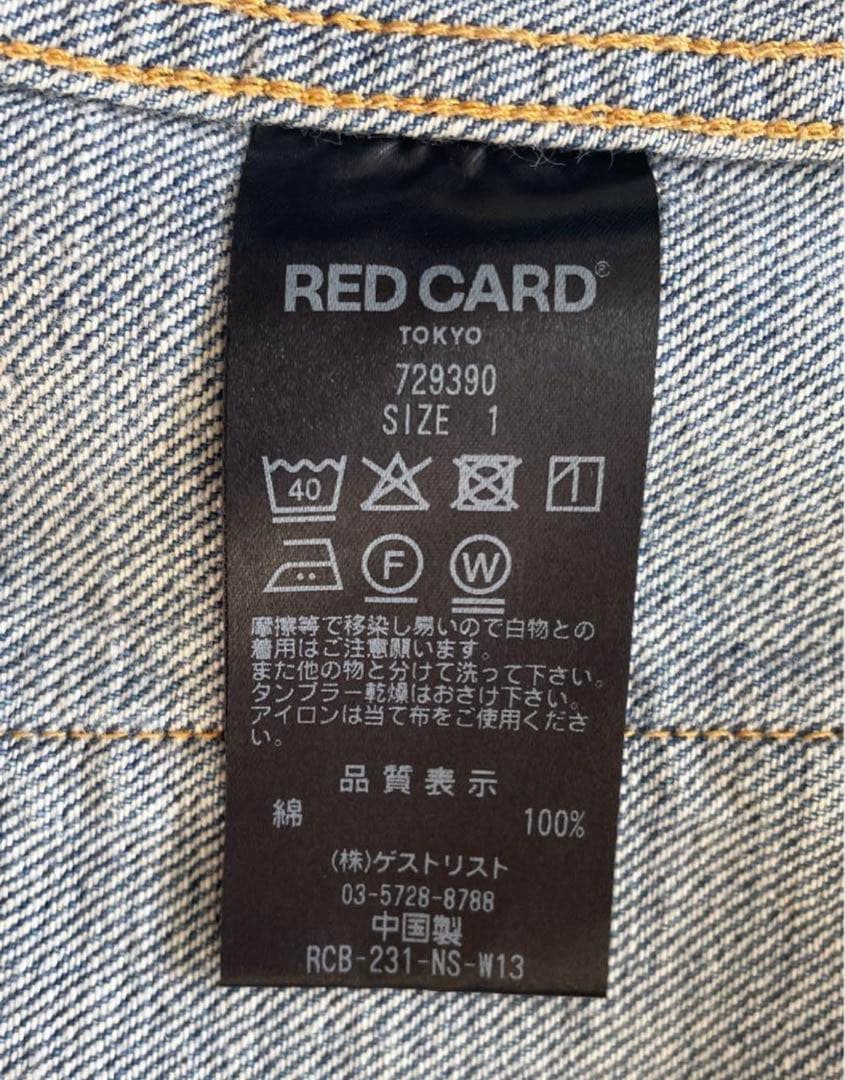 RED CARD®
TOKYO
729390
SIZE 1
40
F W
摩擦等で移染し易いので白物との
着用はご注意願います。
また他の物と分けて洗って下さい。
タンブラー乾燥はおさけ下さい。
アイロンは当て布をご使用くださ
い。
品質表示
綿 100%
(株)ゲストリスト
03-5728-8788
中国製
RCB-231-NS-W13